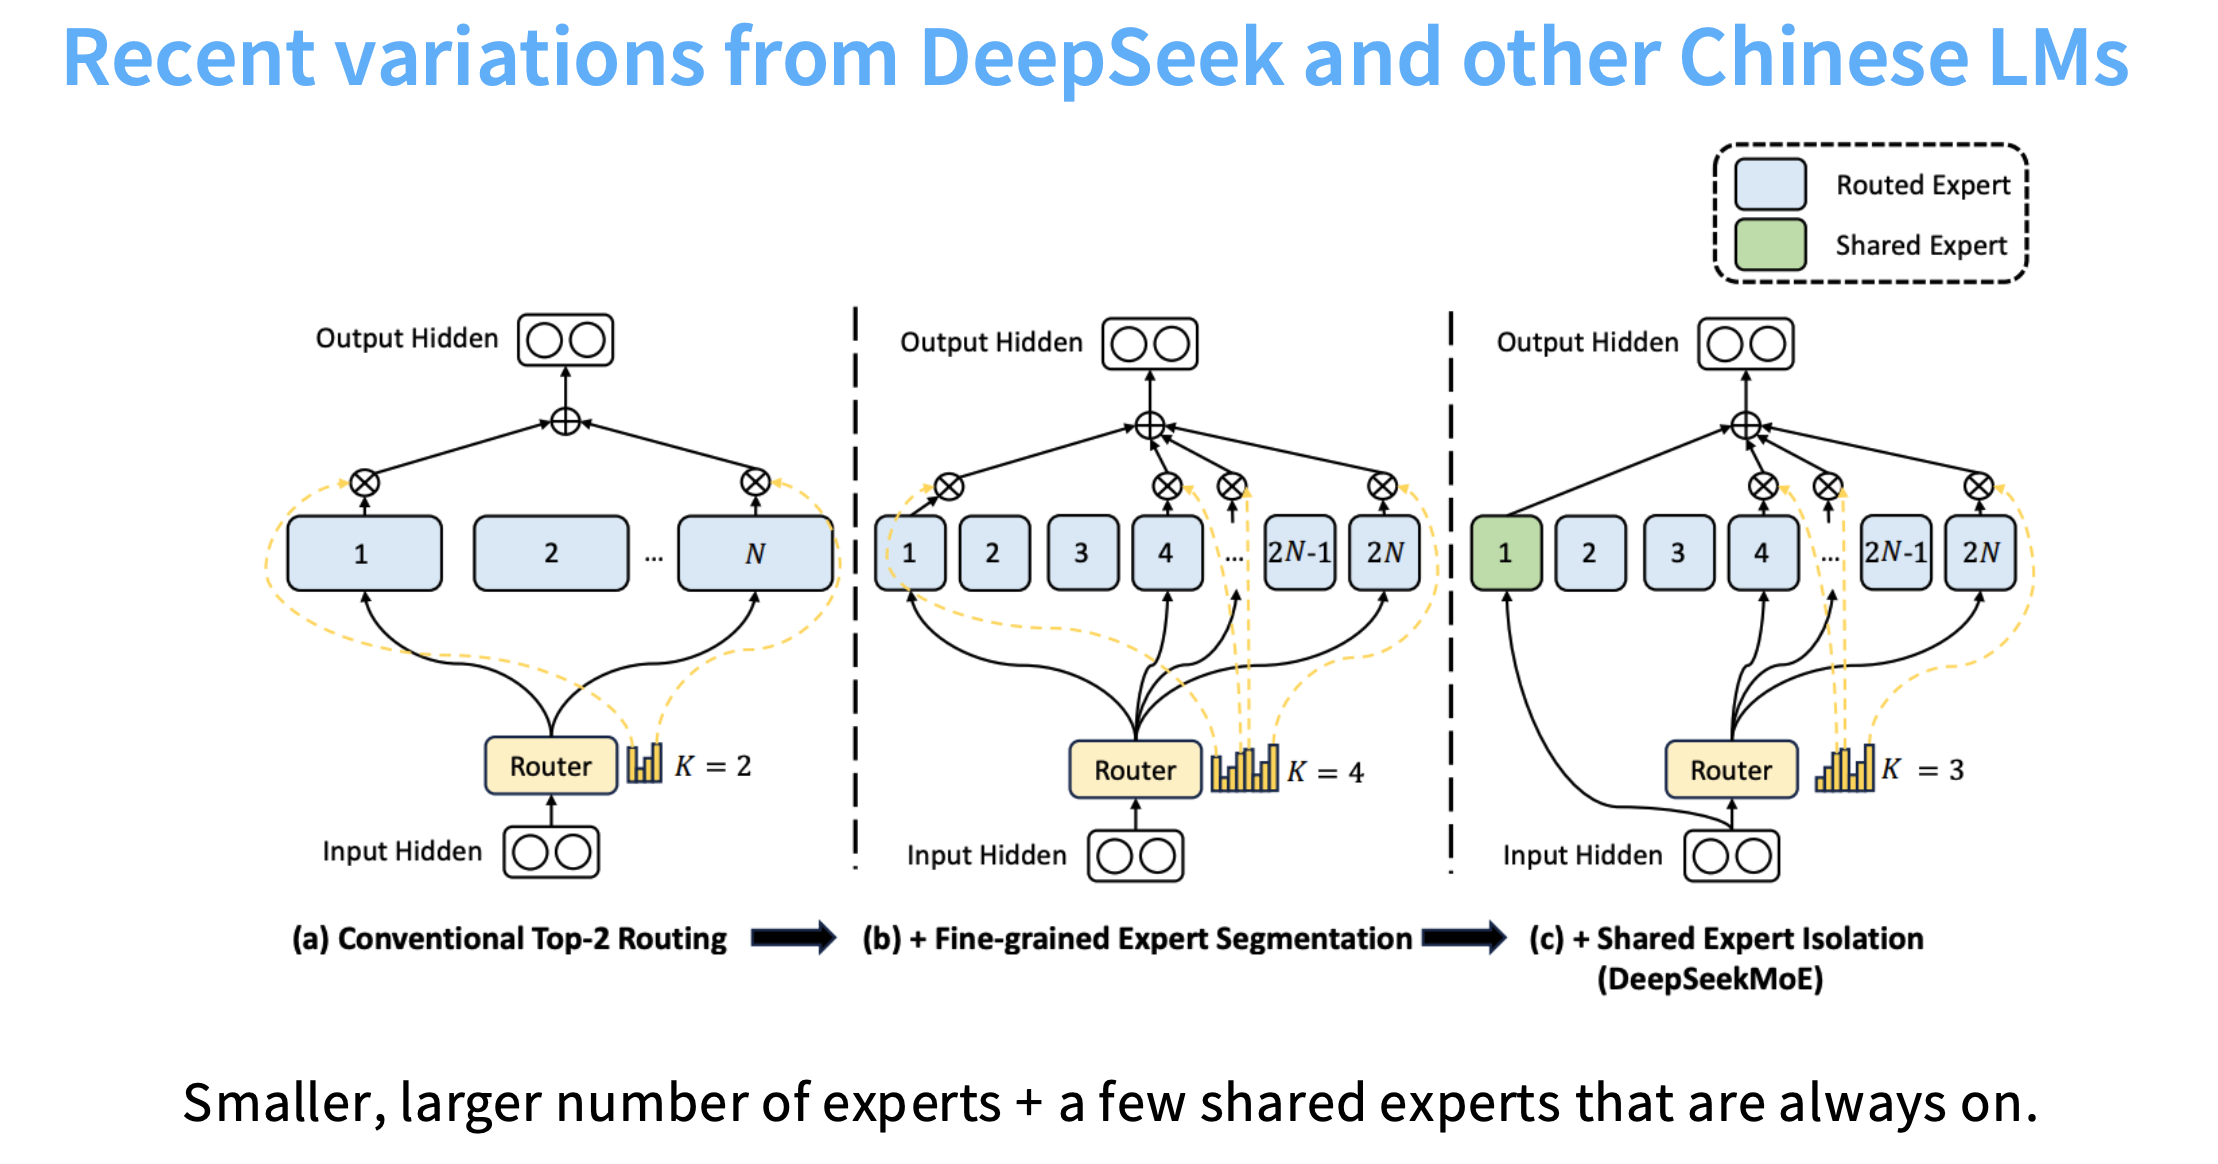 Recent variations from DeepSeek and other Chinese LMs
Routed Expert
Shared Expert
Output Hidden
1
2
...
N
Router
K = 2
Input Hidden
(a) Conventional Top-2 Routing
Output Hidden
1
2
3
4
...
2N-1
2N
Router
K = 4
Input Hidden
(b) + Fine-grained Expert Segmentation
Output Hidden
1
2
3
4
...
2N-1
2N
Router
K = 3
Input Hidden
(c) + Shared Expert Isolation
(DeepSeekMoE)
Smaller, larger number of experts + a few shared experts that are always on.